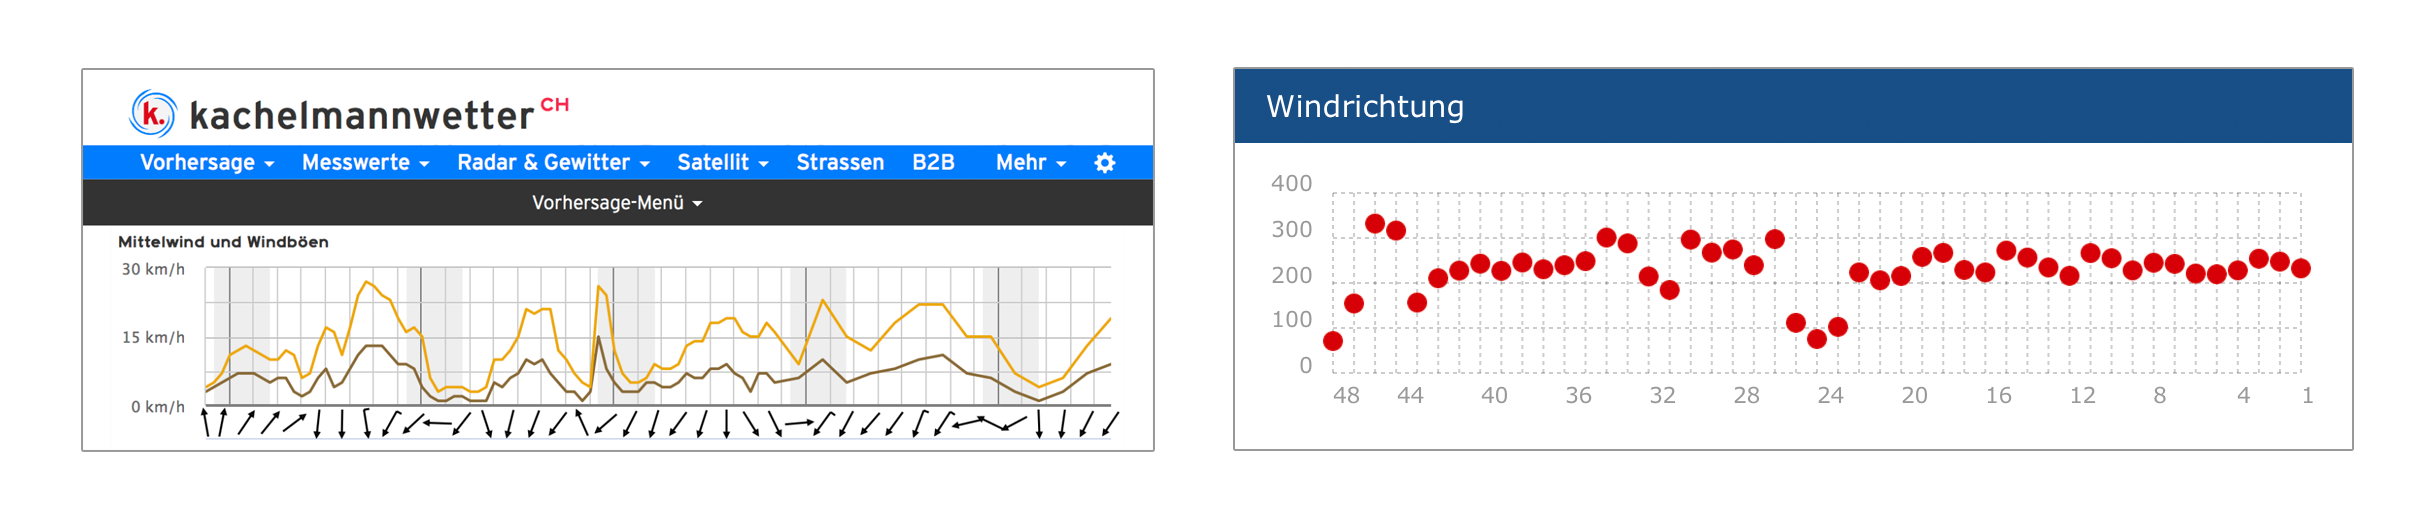 k.
kachelmannwetter CH
Vorhersage Messwerte Radar & Gewitter Satellit Strassen B2B Mehr
Vorhersage-Menü
Mittelwind und Windböen
30 km/h
15 km/h
0 km/h
Windrichtung
400
300
200
100
0
48 44 40 36 32 28 24 20 16 12 8 4 1